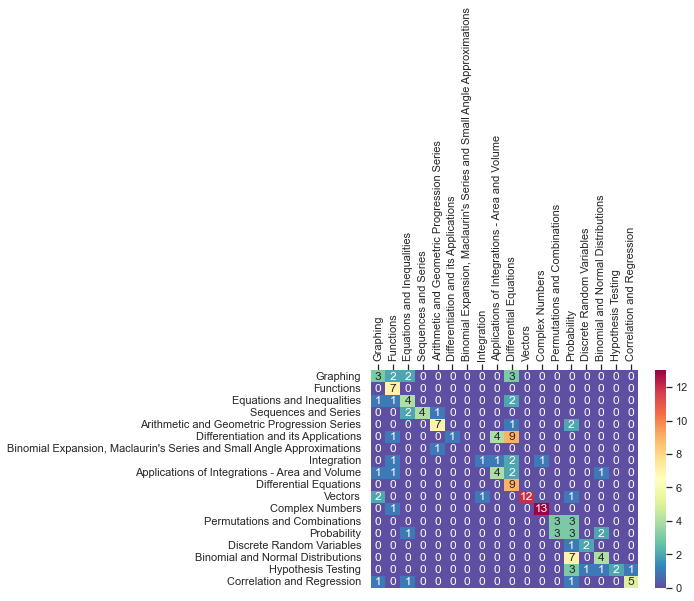 Graphing
Functions
Equations and Inequalities
Sequences and Series
Arithmetic and Geometric Progression Series
Differentiation and its Applications
Binomial Expansion, Maclaurin's Series and Small Angle Approximations
Integration
Applications of Integrations - Area and Volume
Differential Equations
Vectors
Complex Numbers
Permutations and Combinations
Probability
Discrete Random Variables
Binomial and Normal Distributions
Hypothesis Testing
Correlation and Regression
Graphing 3 2 2 0 0 0 0 0 0 3 0 0 0 0 0 0 0 0
Functions 0 7 0 0 0 0 0 0 0 0 0 0 0 0 0 0 0 0
Equations and Inequalities 1 1 4 0 0 0 0 0 0 2 0 0 0 0 0 0 0 0
Sequences and Series 0 0 2 4 1 0 0 0 0 0 0 0 0 0 0 0 0 0
Arithmetic and Geometric Progression Series 0 0 0 0 7 0 0 0 0 1 0 0 0 2 0 0 0 0
Differentiation and its Applications 0 1 0 0 0 1 0 0 4 9 0 0 0 0 0 0 0 0
Binomial Expansion, Maclaurin's Series and Small Angle Approximations 0 0 0 0 1 0 0 0 0 0 0 0 0 0 0 0 0 0
Integration 0 1 0 0 0 0 0 1 1 2 0 1 0 0 0 0 0 0
Applications of Integrations - Area and Volume 1 1 0 0 0 0 0 0 4 2 0 0 0 0 0 1 0 0
Differential Equations 0 0 0 0 0 0 0 0 0 9 0 0 0 0 0 0 0 0
Vectors 2 0 0 0 0 0 0 1 0 0 12 0 0 1 0 0 0 0
Complex Numbers 0 1 0 0 0 0 0 0 0 0 0 13 0 0 0 0 0 0
Permutations and Combinations 0 0 0 0 0 0 0 0 0 0 0 0 3 3 0 0 0 0
Probability 0 0 1 0 0 0 0 0 0 0 0 0 3 3 0 2 0 0
Discrete Random Variables 0 0 0 0 0 0 0 0 0 0 0 0 0 1 2 0 0 0
Binomial and Normal Distributions 0 0 0 0 0 0 0 0 0 0 0 0 0 7 0 4 0 0
Hypothesis Testing 0 0 0 0 0 0 0 0 0 0 0 0 0 3 1 1 2 1
Correlation and Regression 1 0 1 0 0 0 0 0 0 0 0 0 0 1 0 0 0 5
12
10
8
6
4
2
0